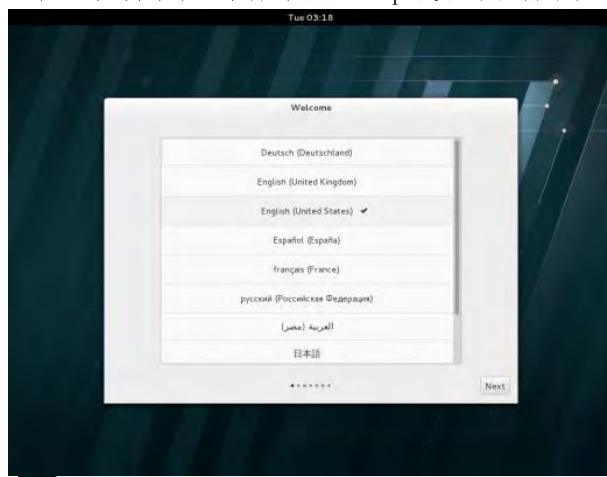 Tue 03:18
Welcome
Deutsch (Deutschland)
English (United Kingdom)
English (United States) ✔
Español (España)
français (France)
русский (Российская Федерация)
العربية (مصر)
日本語
Next